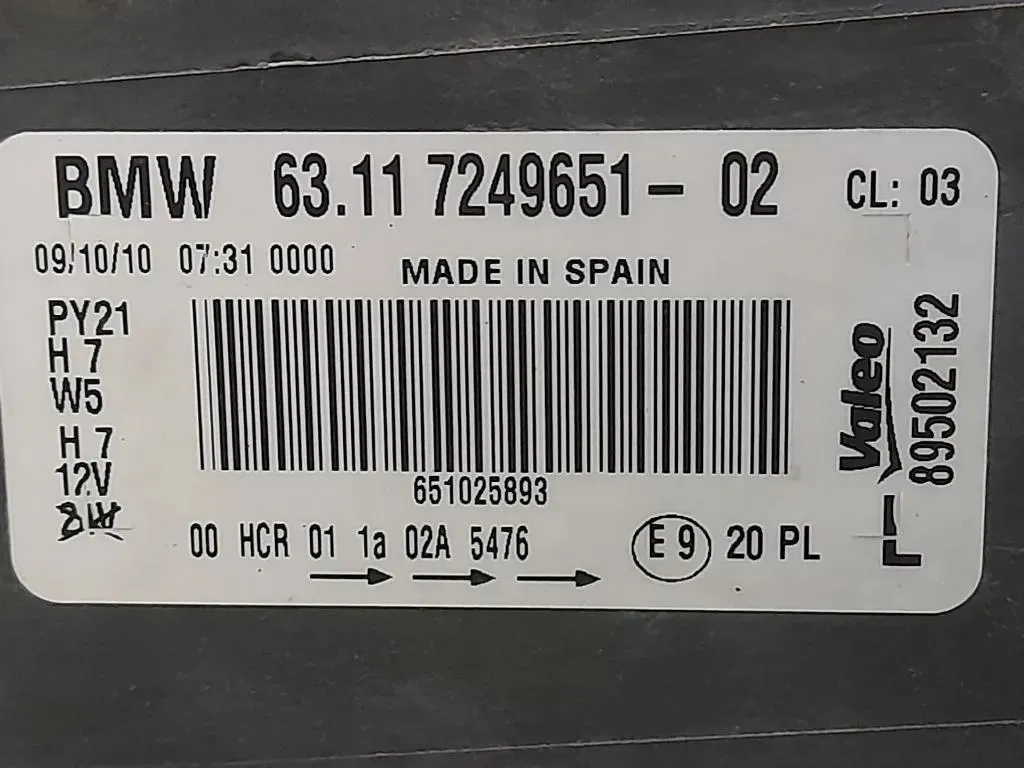 BMW 63.11 7249651- 02 CL: 03
09/10/10 07:31 0000
MADE IN SPAIN
PY21
H 7
W5
H 7
12V
651025893
00 HCR 01 1a 02A 5476
E 9 20 PL
Valeo
89502132
L